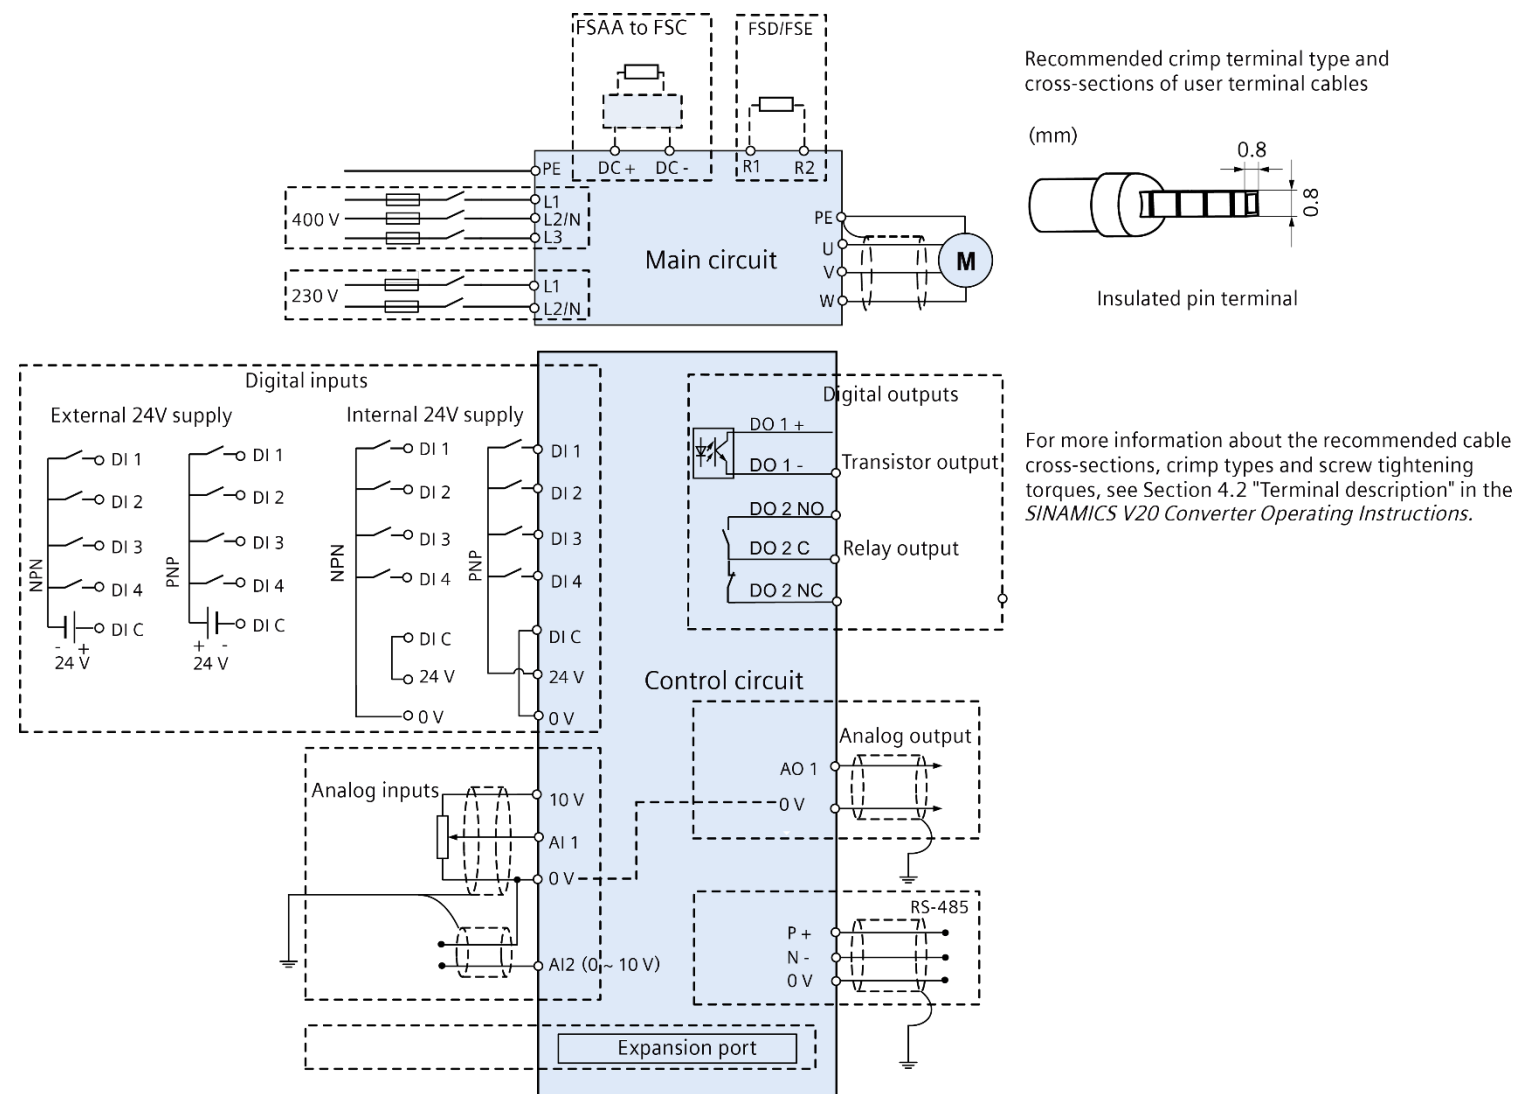 FSAA to FSC
FSD/FSE
DC +
DC -
R1
R2
PE
400 V
L1
L2/N
L3
230 V
L1
L2/N
Main circuit
PE
U
V
W
M
Recommended crimp terminal type and
cross-sections of user terminal cables
(mm)
0.8
0.8
Insulated pin terminal
Digital inputs
External 24V supply
NPN
DI 1
DI 2
DI 3
DI 4
DI C
- +
24 V
PNP
DI 1
DI 2
DI 3
DI 4
DI C
+ -
24 V
Internal 24V supply
NPN
DI 1
DI 2
DI 3
DI 4
DI C
24 V
0 V
PNP
DI 1
DI 2
DI 3
DI 4
DI C
24 V
0 V
Digital outputs
DO 1 +
DO 1 -
Transistor output
DO 2 NO
DO 2 C
Relay output
DO 2 NC
For more information about the recommended cable
cross-sections, crimp types and screw tightening
torques, see Section 4.2 "Terminal description" in the
SINAMICS V20 Converter Operating Instructions.
Control circuit
Analog inputs
10 V
AI 1
0 V
AI2 (0 ~ 10 V)
Analog output
AO 1
0 V
RS-485
P +
N -
0 V
Expansion port